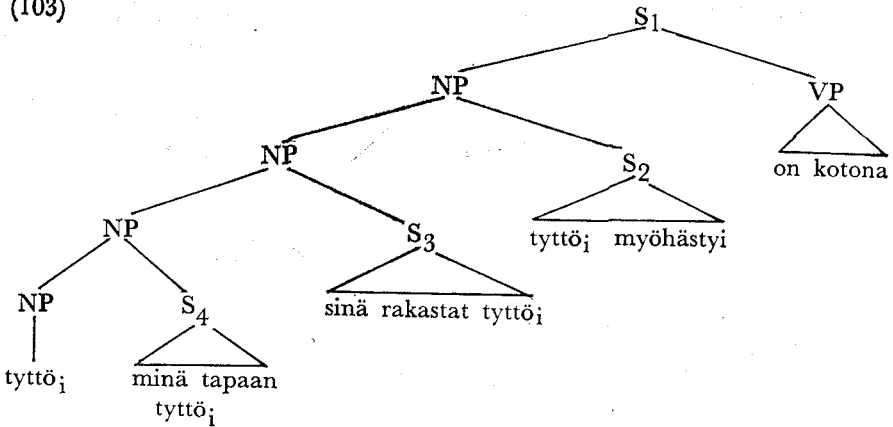 (103)
S1
NP VP
NP S2 on kotona
NP S3 tyttöi myöhästyi
NP S4 sinä rakastat tyttöi
tyttöi minä tapaan
tyttöi